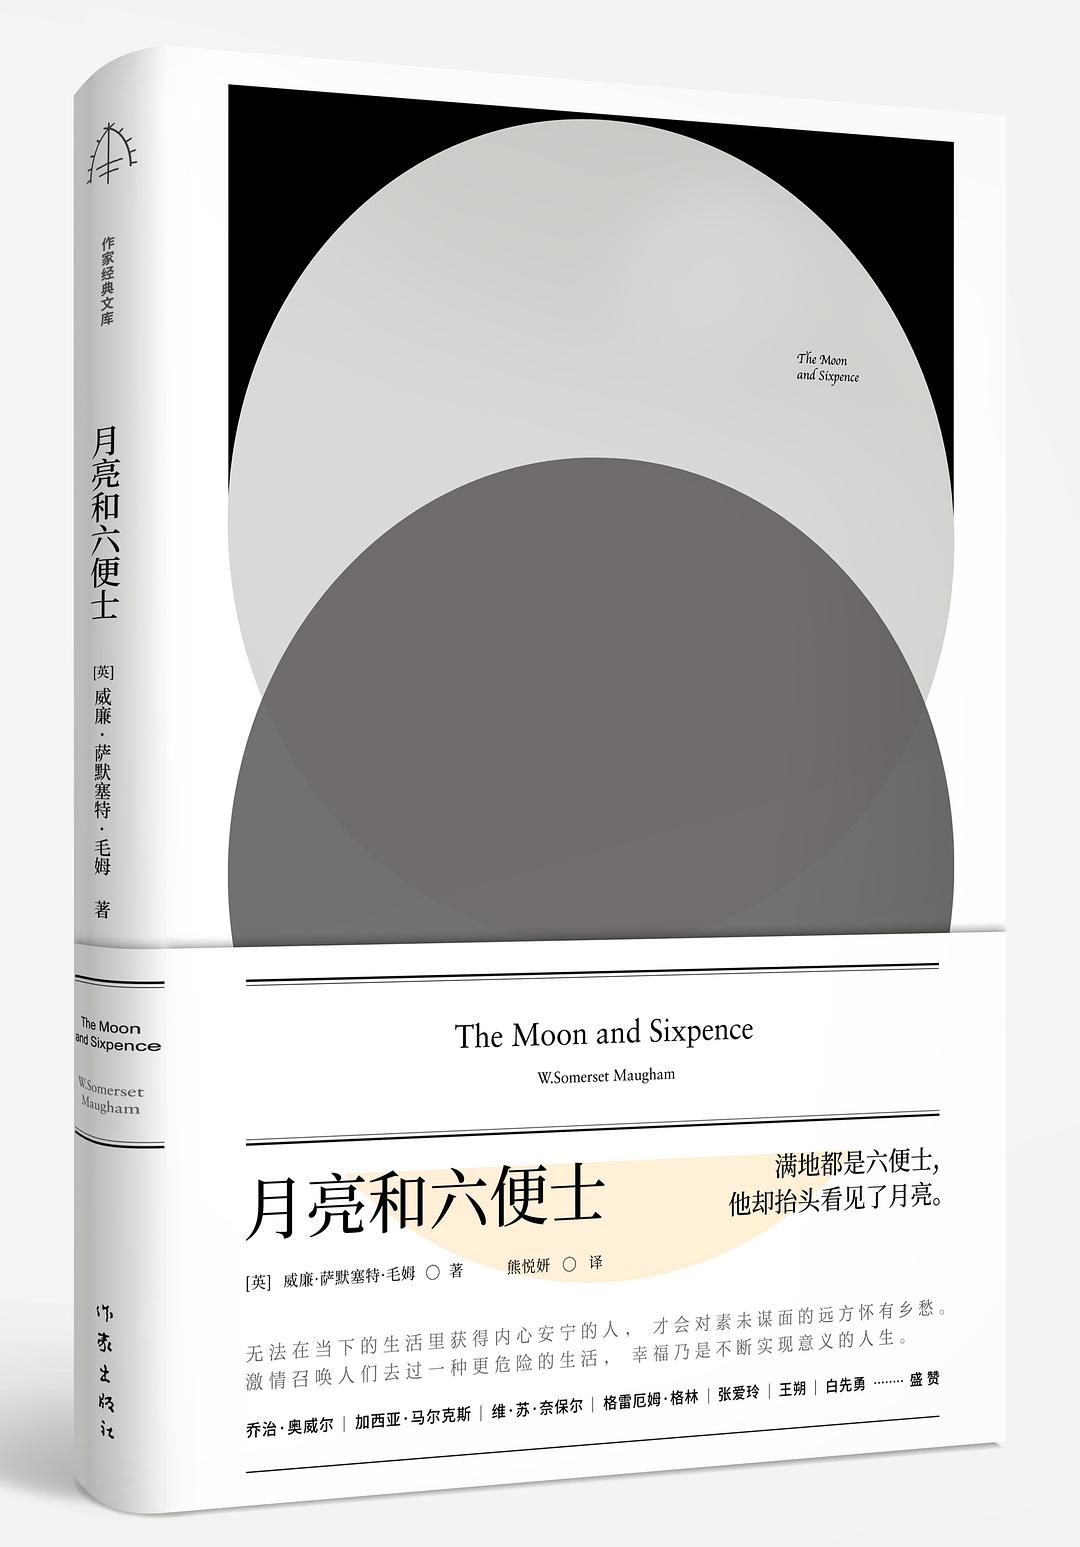 作家经典文库
月亮和六便士
[英]威廉·萨默塞特·毛姆 著
The Moon
and Sixpence
W.Somerset
Maugham
作家出版社
The Moon
and Sixpence
The Moon and Sixpence
W.Somerset Maugham
月亮和六便士
满地都是六便士,
他却抬头看见了月亮。
[英] 威廉·萨默塞特·毛姆 〇 著 熊悦妍 〇 译
无法在当下的生活里获得内心安宁的人， 才会对素未谋面的远方怀有乡愁。
激情召唤人们去过一种更危险的生活， 幸福乃是不断实现意义的人生。
乔治·奥威尔｜加西亚·马尔克斯｜维·苏·奈保尔｜格雷厄姆·格林｜张爱玲｜王朔｜白先勇 ········ 盛赞